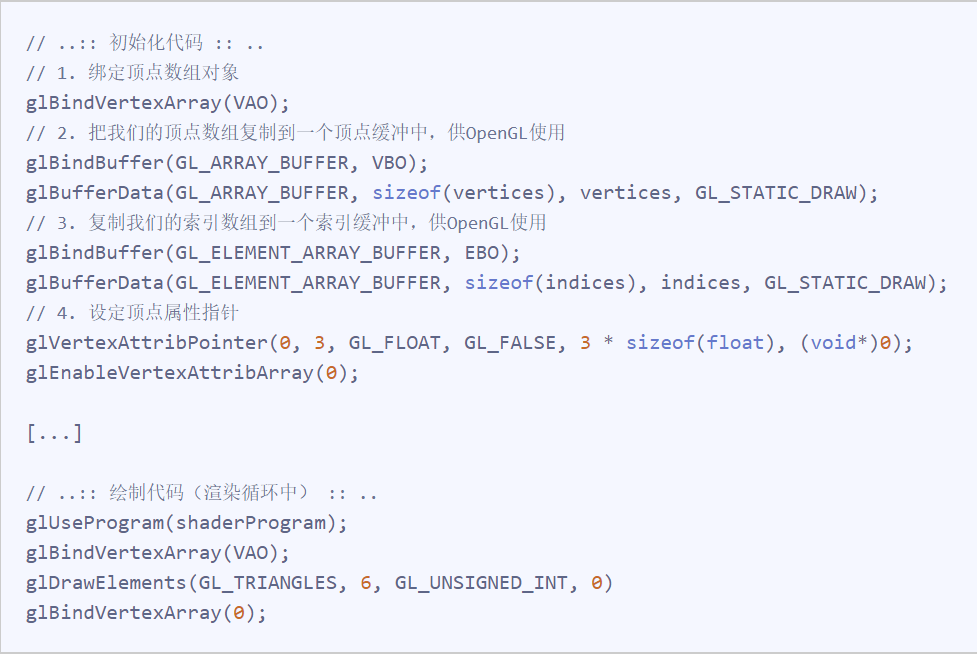 // ..:: 初始化代码 :: ..
// 1. 绑定顶点数组对象
glBindVertexArray(VAO);
// 2. 把我们的顶点数组复制到一个顶点缓冲中，供OpenGL使用
glBindBuffer(GL_ARRAY_BUFFER, VBO);
glBufferData(GL_ARRAY_BUFFER, sizeof(vertices), vertices, GL_STATIC_DRAW);
// 3. 复制我们的索引数组到一个索引缓冲中，供OpenGL使用
glBindBuffer(GL_ELEMENT_ARRAY_BUFFER, EBO);
glBufferData(GL_ELEMENT_ARRAY_BUFFER, sizeof(indices), indices, GL_STATIC_DRAW);
// 4. 设定顶点属性指针
glVertexAttribPointer(0, 3, GL_FLOAT, GL_FALSE, 3 * sizeof(float), (void*)0);
glEnableVertexAttribArray(0);
[...]
// ..:: 绘制代码（渲染循环中） :: ..
glUseProgram(shaderProgram);
glBindVertexArray(VAO);
glDrawElements(GL_TRIANGLES, 6, GL_UNSIGNED_INT, 0)
glBindVertexArray(0);